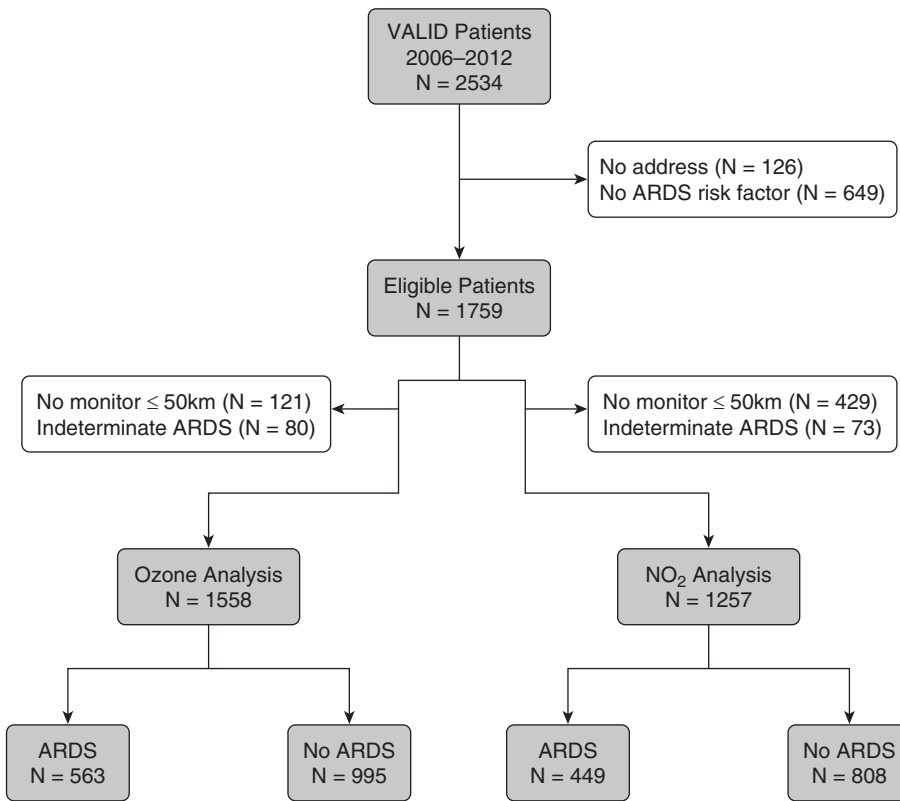 VALID Patients
2006–2012
N = 2534
No address (N = 126)
No ARDS risk factor (N = 649)
Eligible Patients
N = 1759
No monitor ≤ 50km (N = 121)
Indeterminate ARDS (N = 80)
No monitor ≤ 50km (N = 429)
Indeterminate ARDS (N = 73)
Ozone Analysis
N = 1558
NO₂ Analysis
N = 1257
ARDS
N = 563
No ARDS
N = 995
ARDS
N = 449
No ARDS
N = 808